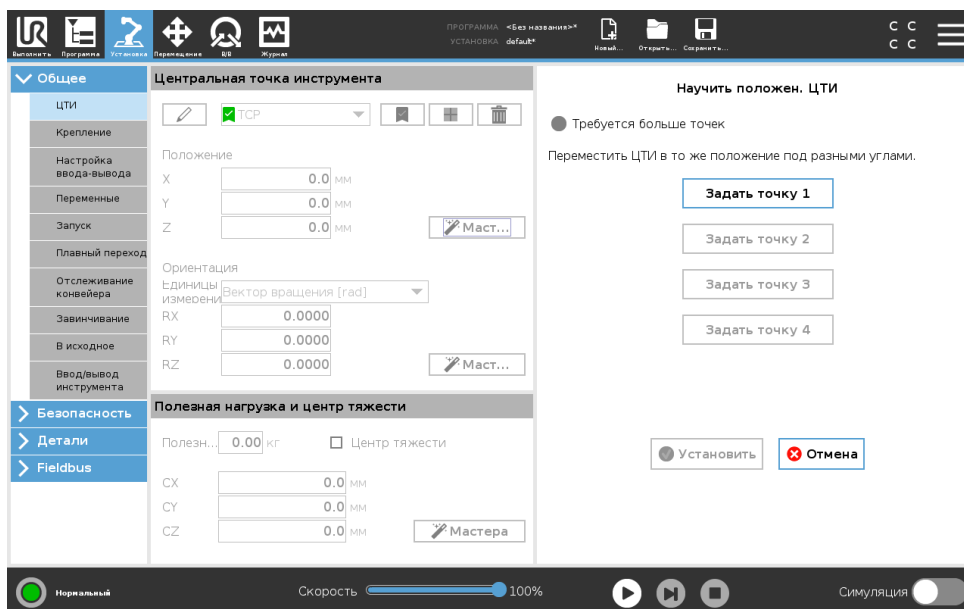 ПРОГРАММА <Без названия>*
УСТАНОВКА default*
Выполнить Программа Установка Перемещение В/В Журнал
Новый... Открыть... Сохранить...
C C
C C
Общее
ЦТИ
Крепление
Настройка
ввода-вывода
Переменные
Запуск
Плавный переход
Отслеживание
конвейера
Завинчивание
В исходное
Ввод/вывод
инструмента
Безопасность
Детали
Fieldbus
Центральная точка инструмента
TCP
Положение
X 0.0 мм
Y 0.0 мм
Z 0.0 мм Маст...
Ориентация
Единицы
измерени Вектор вращения [rad]
RX 0.0000
RY 0.0000
RZ 0.0000 Маст...
Полезная нагрузка и центр тяжести
Полезн... 0.00 кг Центр тяжести
CX 0.0 мм
CY 0.0 мм
CZ 0.0 мм Мастера
Научить положен. ЦТИ
Требуется больше точек
Переместить ЦТИ в то же положение под разными углами.
Задать точку 1
Задать точку 2
Задать точку 3
Задать точку 4
Установить Отмена
Нормальный Скорость 100% Симуляция